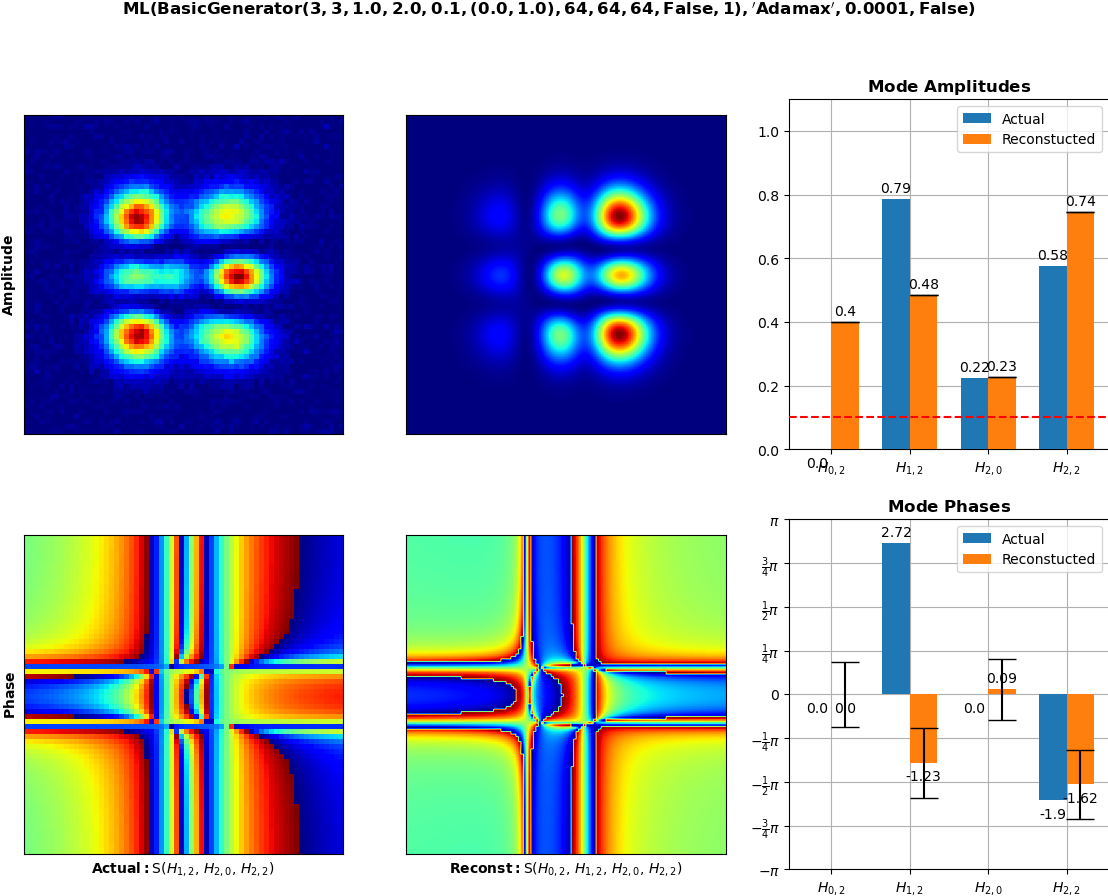 ML(BasicGenerator(3, 3, 1.0, 2.0, 0.1, (0.0, 1.0), 64, 64, 64, False, 1), ′Adamax′, 0.0001, False)
Mode Amplitudes
Actual
Reconstucted
1.0
0.8
0.6
0.4
0.2
0.0
0.0
0.4
0.79
0.48
0.22
0.23
0.58
0.74
H0, 2
H1, 2
H2, 0
H2, 2
Amplitude
Mode Phases
Actual
Reconstucted
π
3/4π
1/2π
1/4π
0
−1/4π
−1/2π
−3/4π
−π
0.0
0.0
2.72
-1.23
0.0
0.09
-1.9
-1.62
H0, 2
H1, 2
H2, 0
H2, 2
Phase
Actual: S(H1, 2, H2, 0, H2, 2)
Reconst: S(H0, 2, H1, 2, H2, 0, H2, 2)